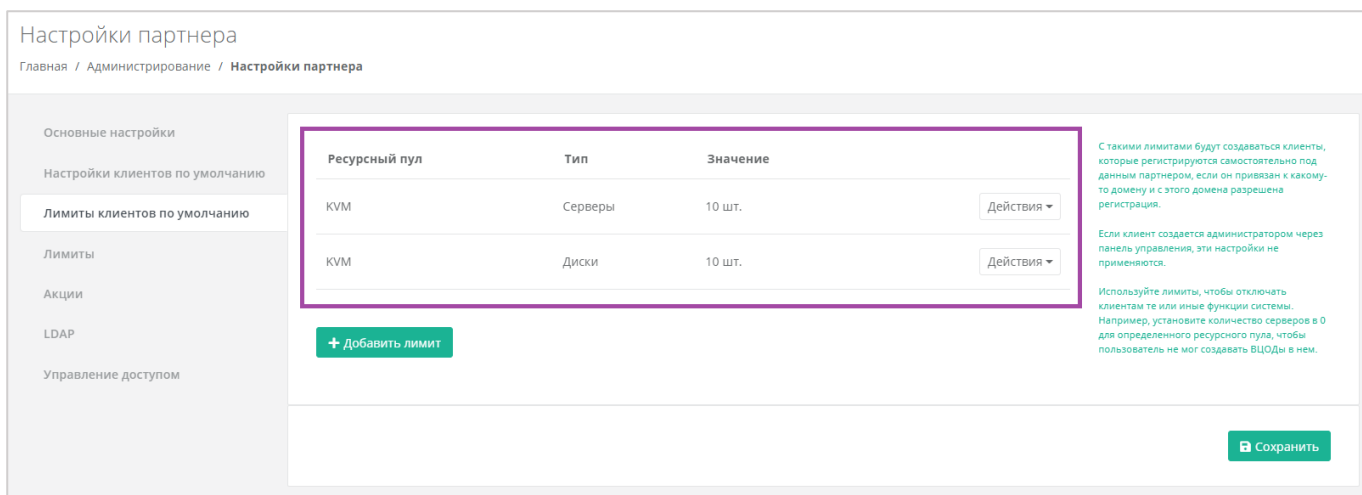 Настройки партнера
Главная / Администрирование / Настройки партнера
Основные настройки
Настройки клиентов по умолчанию
Лимиты клиентов по умолчанию
Лимиты
Акции
LDAP
Управление доступом
Ресурсный пул Тип Значение
KVM Серверы 10 шт. Действия
KVM Диски 10 шт. Действия
+ Добавить лимит
С такими лимитами будут создаваться клиенты,
которые регистрируются самостоятельно под
данным партнером, если он привязан к какому-
то домену и с этого домена разрешена
регистрация.
Если клиент создается администратором через
панель управления, эти настройки не
применяются.
Используйте лимиты, чтобы отключать
клиентам те или иные функции системы.
Например, установите количество серверов в 0
для определенного ресурсного пула, чтобы
пользователь не мог создавать ВЦОДы в нем.
Сохранить